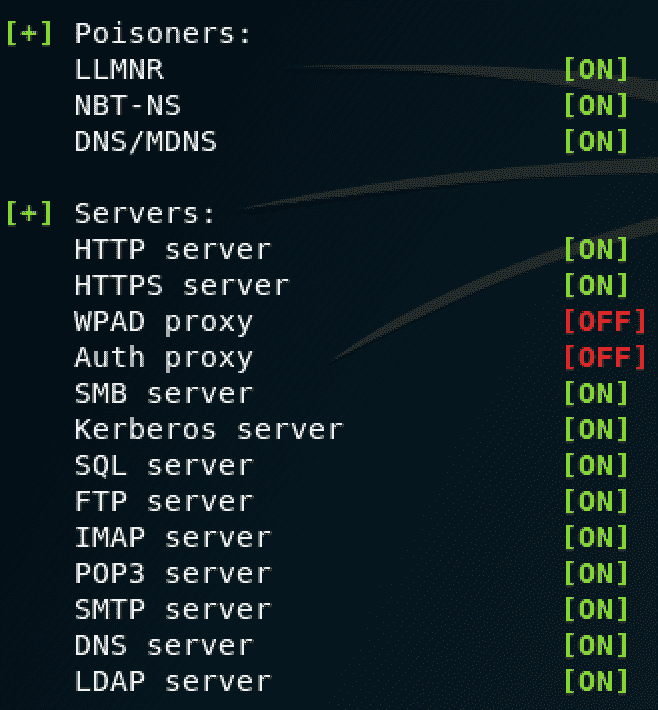 [+] Poisoners:
LLMNR [ON]
NBT-NS [ON]
DNS/MDNS [ON]
[+] Servers:
HTTP server [ON]
HTTPS server [ON]
WPAD proxy [OFF]
Auth proxy [OFF]
SMB server [ON]
Kerberos server [ON]
SQL server [ON]
FTP server [ON]
IMAP server [ON]
POP3 server [ON]
SMTP server [ON]
DNS server [ON]
LDAP server [ON]